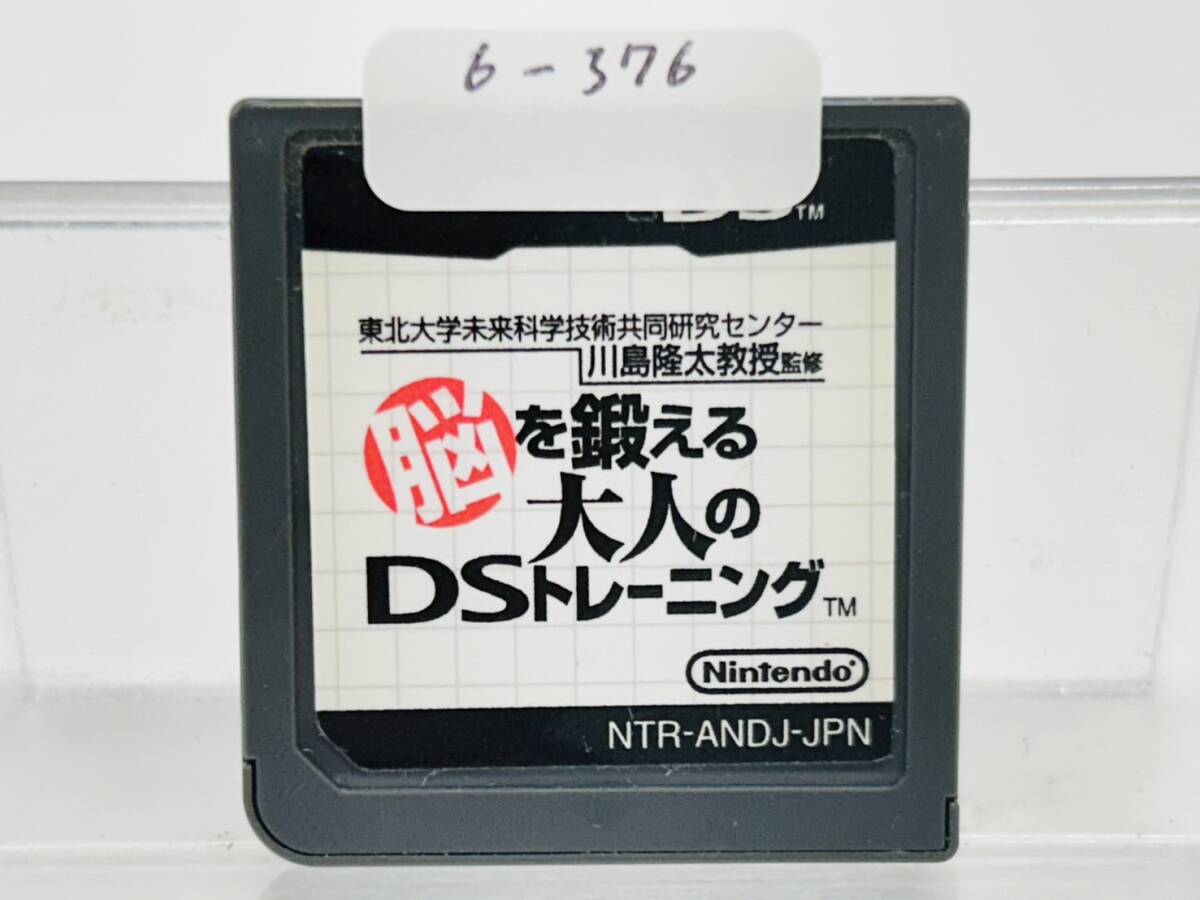 6-376
DS™
東北大学未来科学技術共同研究センター
川島隆太教授監修
脳を鍛える
大人の
DSトレーニング™
Nintendo®
NTR-ANDJ-JPN